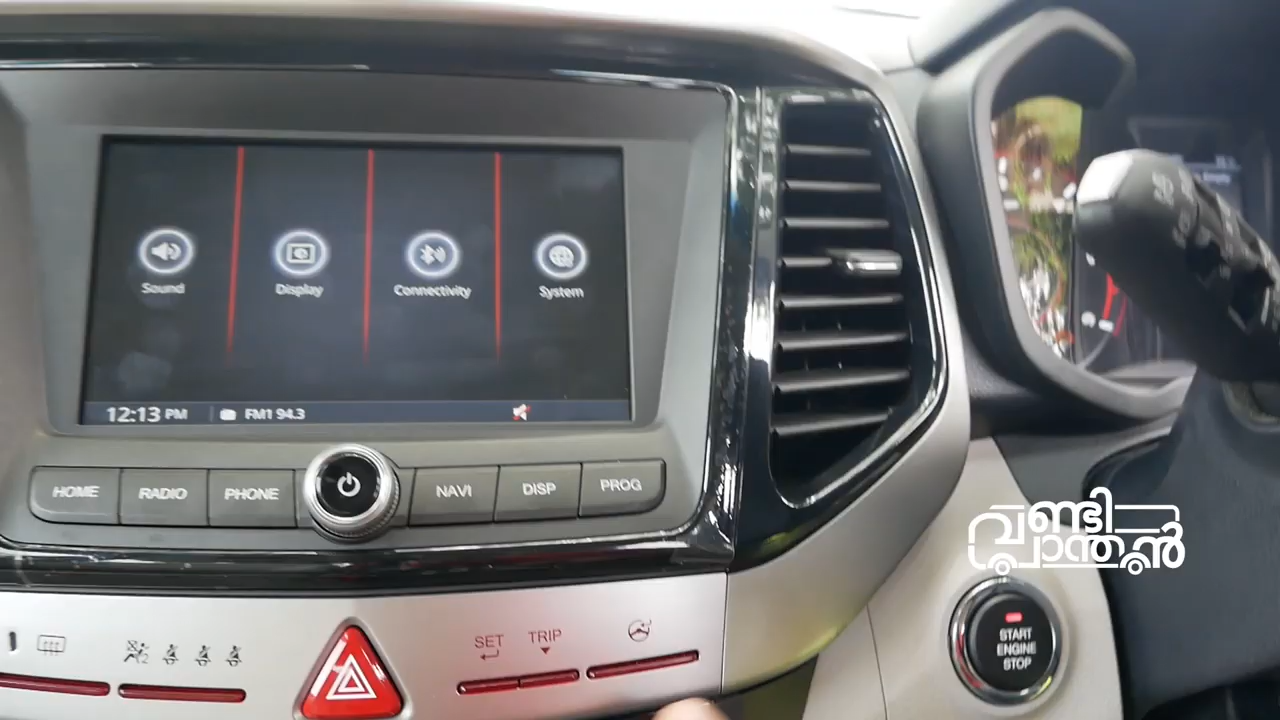 Sound
Display
Connectivity
System
12:13 PM
FM1 94.3
HOME
RADIO
PHONE
NAVI
DISP
PROG
വണ്ടി
ഭ്രാന്തൻ
SET
TRIP
START
ENGINE
STOP